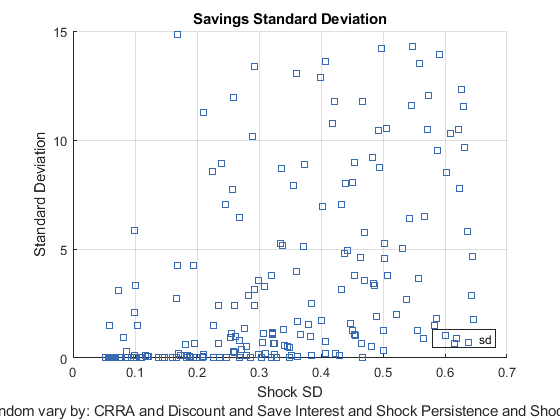 Savings Standard Deviation
15
10
5
0
Standard Deviation
0
0.1
0.2
0.3
0.4
0.5
0.6
0.7
sd
Shock SD
ndom vary by: CRRA and Discount and Save Interest and Shock Persistence and Sho